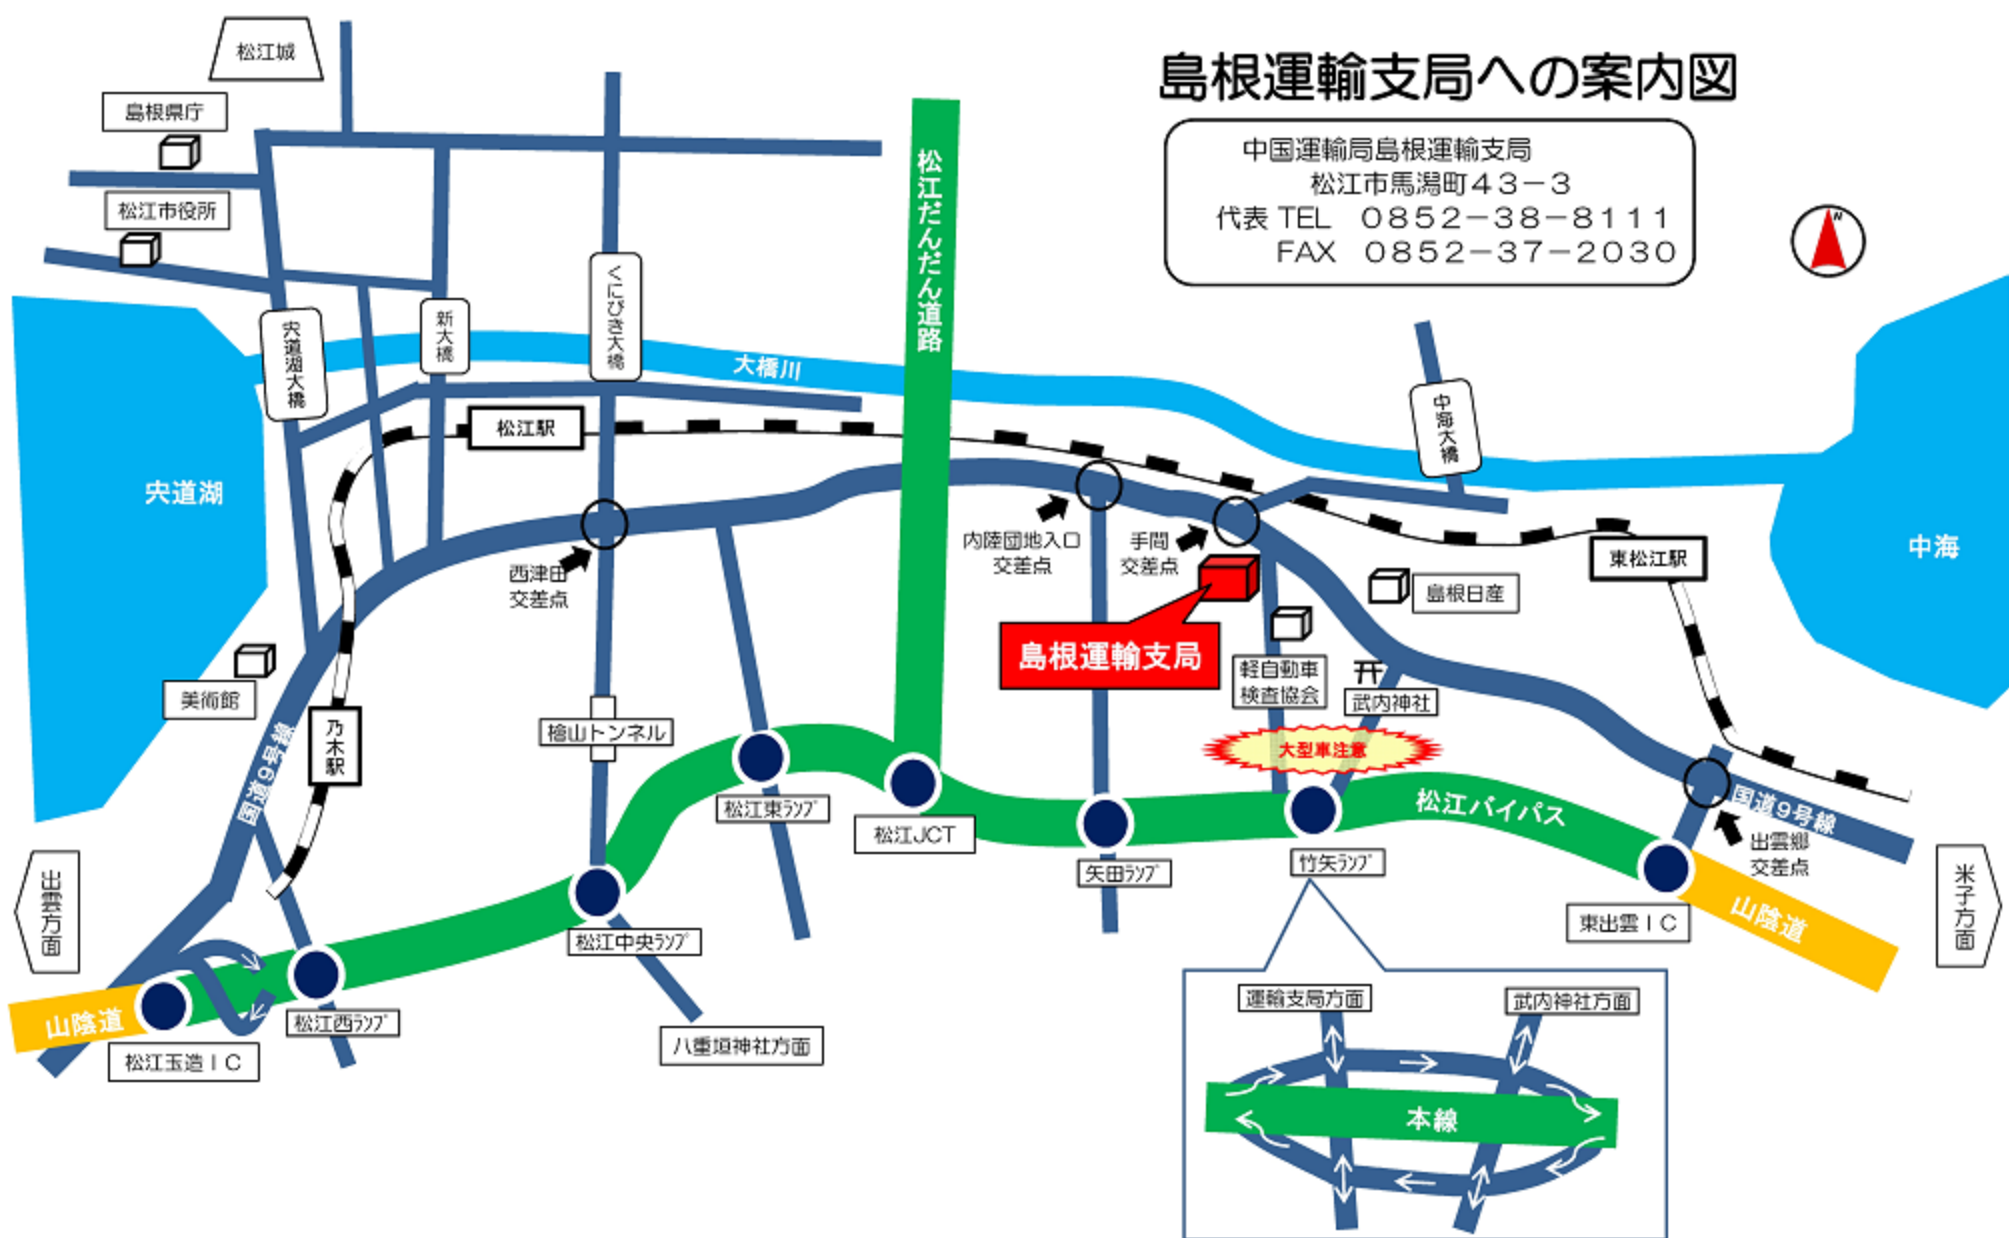 島根運輸支局への案内図
中国運輸局島根運輸支局
松江市馬潟町43-3
代表 TEL 0852-38-8111
FAX 0852-37-2030
N
松江城
島根県庁
松江市役所
宍道湖大橋
新大橋
くにびき大橋
松江だんだん道路
大橋川
中海大橋
松江駅
宍道湖
中海
西津田
交差点
内陸団地入口
交差点
手間
交差点
東松江駅
島根日産
島根運輸支局
軽自動車
検査協会
武内神社
大型車注意
美術館
乃木駅
国道9号線
檜山トンネル
松江東ランプ
松江JCT
矢田ランプ
竹矢ランプ
松江バイパス
国道9号線
出雲郷
交差点
東出雲IC
山陰道
米子方面
出雲方面
山陰道
松江玉造IC
松江西ランプ
松江中央ランプ
八重垣神社方面
運輸支局方面
武内神社方面
本線